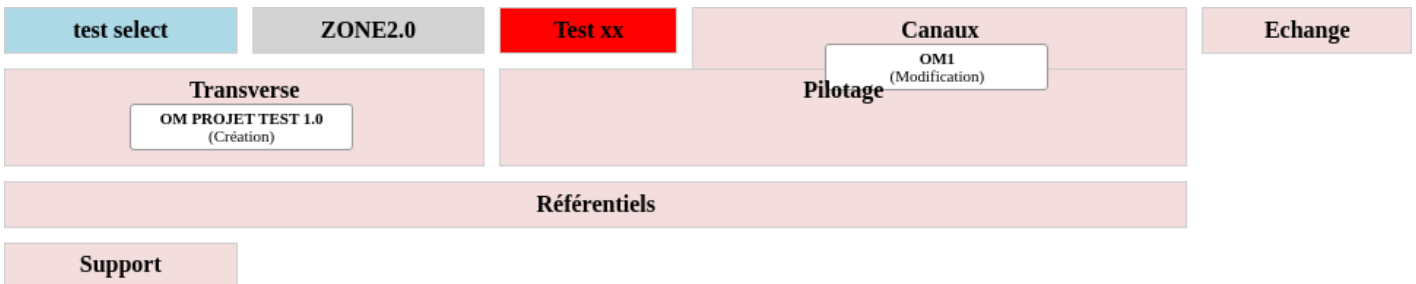 test select
ZONE2.0
Test xx
Canaux
Echange
OM1
(Modification)
Transverse
OM PROJET TEST 1.0
(Création)
Pilotage
Référentiels
Support